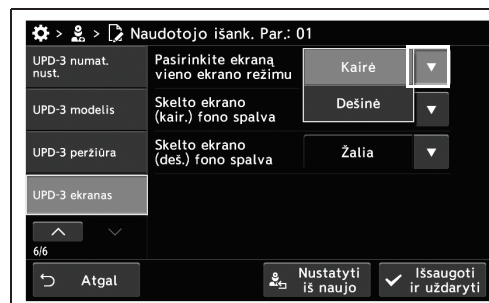 > > Naudotojo išank. Par.: 01
UPD-3 numat.
nust.
UPD-3 modelis
UPD-3 peržiūra
UPD-3 ekranas
6/6
Pasirinkite ekraną
vieno ekrano režimu
Kairė
Dešinė
Skelto ekrano
(kair.) fono spalva
Skelto ekrano
(deš.) fono spalva
Žalia
Atgal
Nustatyti
iš naujo
Išsaugoti
ir uždaryti